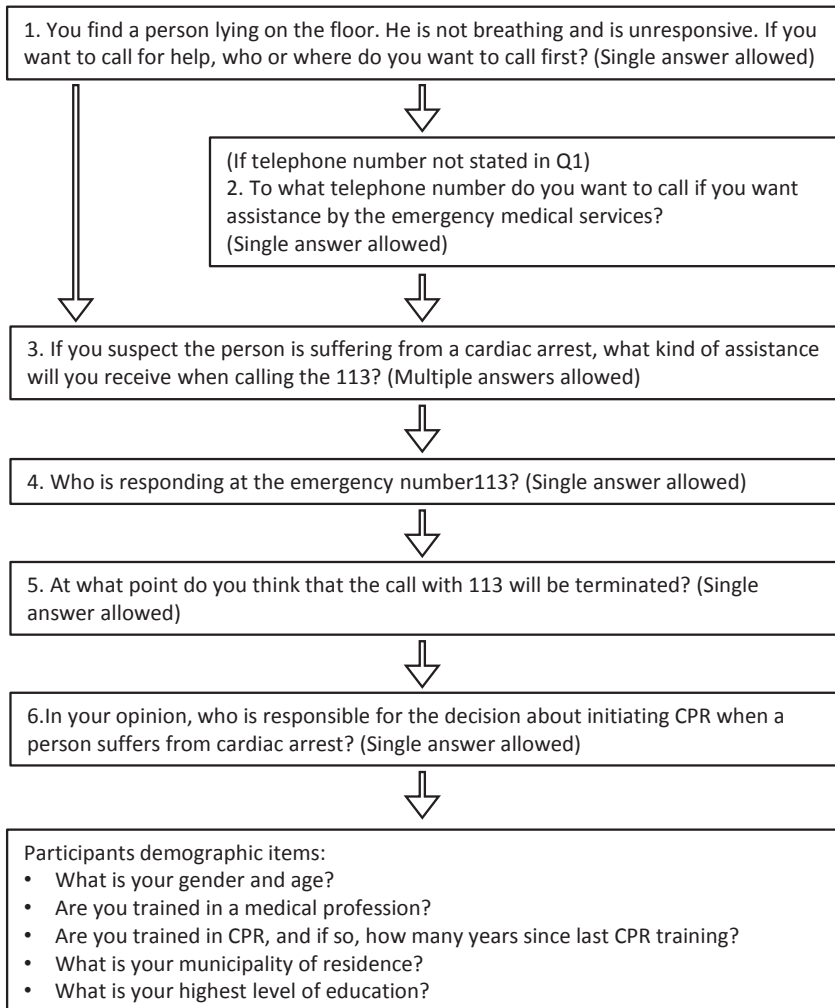 1. You find a person lying on the floor. He is not breathing and is unresponsive. If you
want to call for help, who or where do you want to call first? (Single answer allowed)
(If telephone number not stated in Q1)
2. To what telephone number do you want to call if you want
assistance by the emergency medical services?
(Single answer allowed)
3. If you suspect the person is suffering from a cardiac arrest, what kind of assistance
will you receive when calling the 113? (Multiple answers allowed)
4. Who is responding at the emergency number113? (Single answer allowed)
5. At what point do you think that the call with 113 will be terminated? (Single
answer allowed)
6.In your opinion, who is responsible for the decision about initiating CPR when a
person suffers from cardiac arrest? (Single answer allowed)
Participants demographic items:
• What is your gender and age?
• Are you trained in a medical profession?
• Are you trained in CPR, and if so, how many years since last CPR training?
• What is your municipality of residence?
• What is your highest level of education?